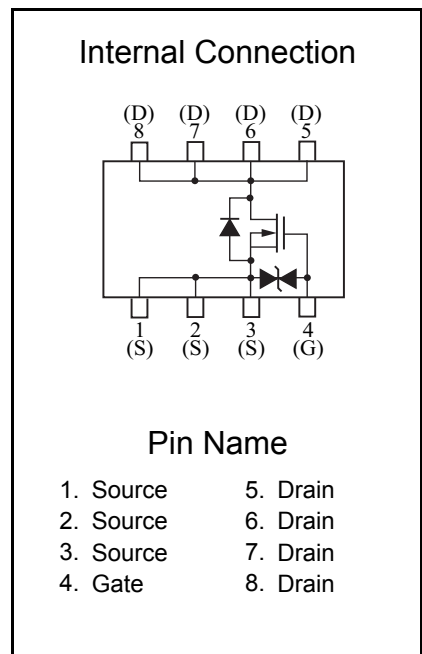 Internal Connection
(D) (D) (D) (D)
8 7 6 5
1 2 3 4
(S) (S) (S) (G)
Pin Name
1. Source 5. Drain
2. Source 6. Drain
3. Source 7. Drain
4. Gate 8. Drain